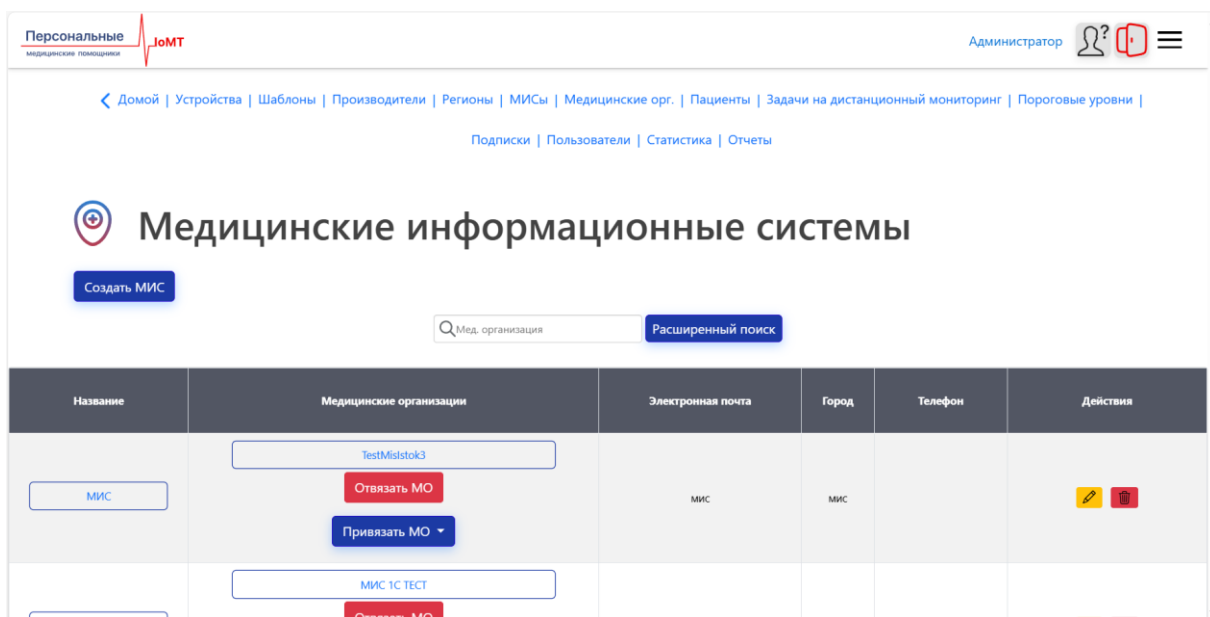 Персональные
медицинские помощники
IoMT
Администратор
Домой | Устройства | Шаблоны | Производители | Регионы | МИСы | Медицинские орг. | Пациенты | Задачи на дистанционный мониторинг | Пороговые уровни |
Подписки | Пользователи | Статистика | Отчеты
Медицинские информационные системы
Создать МИС
Мед. организация Расширенный поиск
Название Медицинские организации Электронная почта Город Телефон Действия
TestMisIstok3
Отвязать МО
МИС мис мис
Привязать МО
МИС 1С ТЕСТ
Отвязать МО